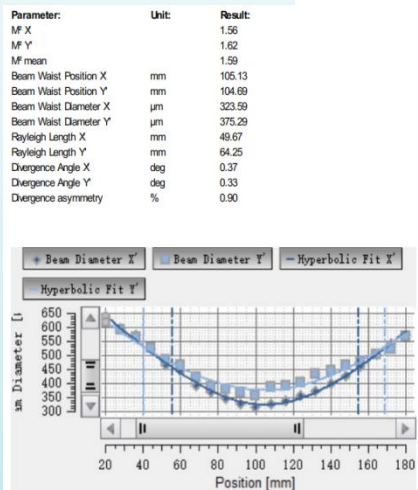 Parameter: Unit: Result:
M² X 1.56
M² Y' 1.62
M² mean 1.59
Beam Waist Position X mm 105.13
Beam Waist Position Y' mm 104.69
Beam Waist Diameter X µm 323.59
Beam Waist Diameter Y' µm 375.29
Rayleigh Length X mm 49.67
Rayleigh Length Y' mm 64.25
Divergence Angle X deg 0.37
Divergence Angle Y' deg 0.33
Divergence asymmetry % 0.90
Beam Diameter X' Beam Diameter Y' Hyperbolic Fit X'
Hyperbolic Fit Y'
Diameter [
650
600
550
500
450
400
350
300
20 40 60 80 100 120 140 160 180
Position [mm]